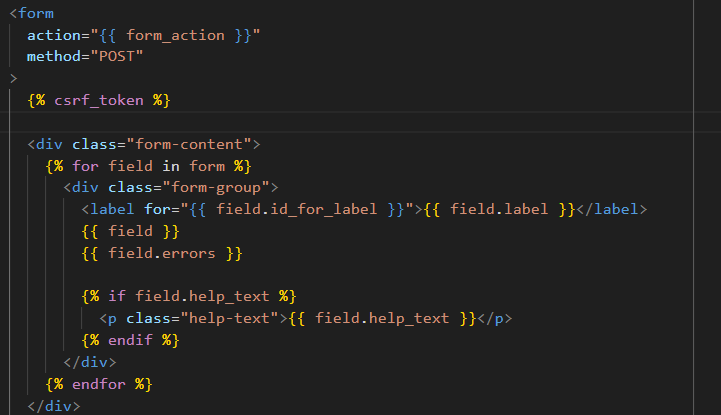 <form
action="{{ form_action }}"
method="POST"
>
{% csrf_token %}
<div class="form-content">
{% for field in form %}
<div class="form-group">
<label for="{{ field.id_for_label }}">{{ field.label }}</label>
{{ field }}
{{ field.errors }}
{% if field.help_text %}
<p class="help-text">{{ field.help_text }}</p>
{% endif %}
</div>
{% endfor %}
</div>